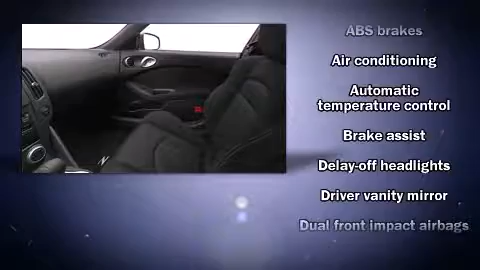 ABS brakes
Air conditioning
Automatic
temperature control
Brake assist
Delay-off headlights
Driver vanity mirror
Dual front impact airbags